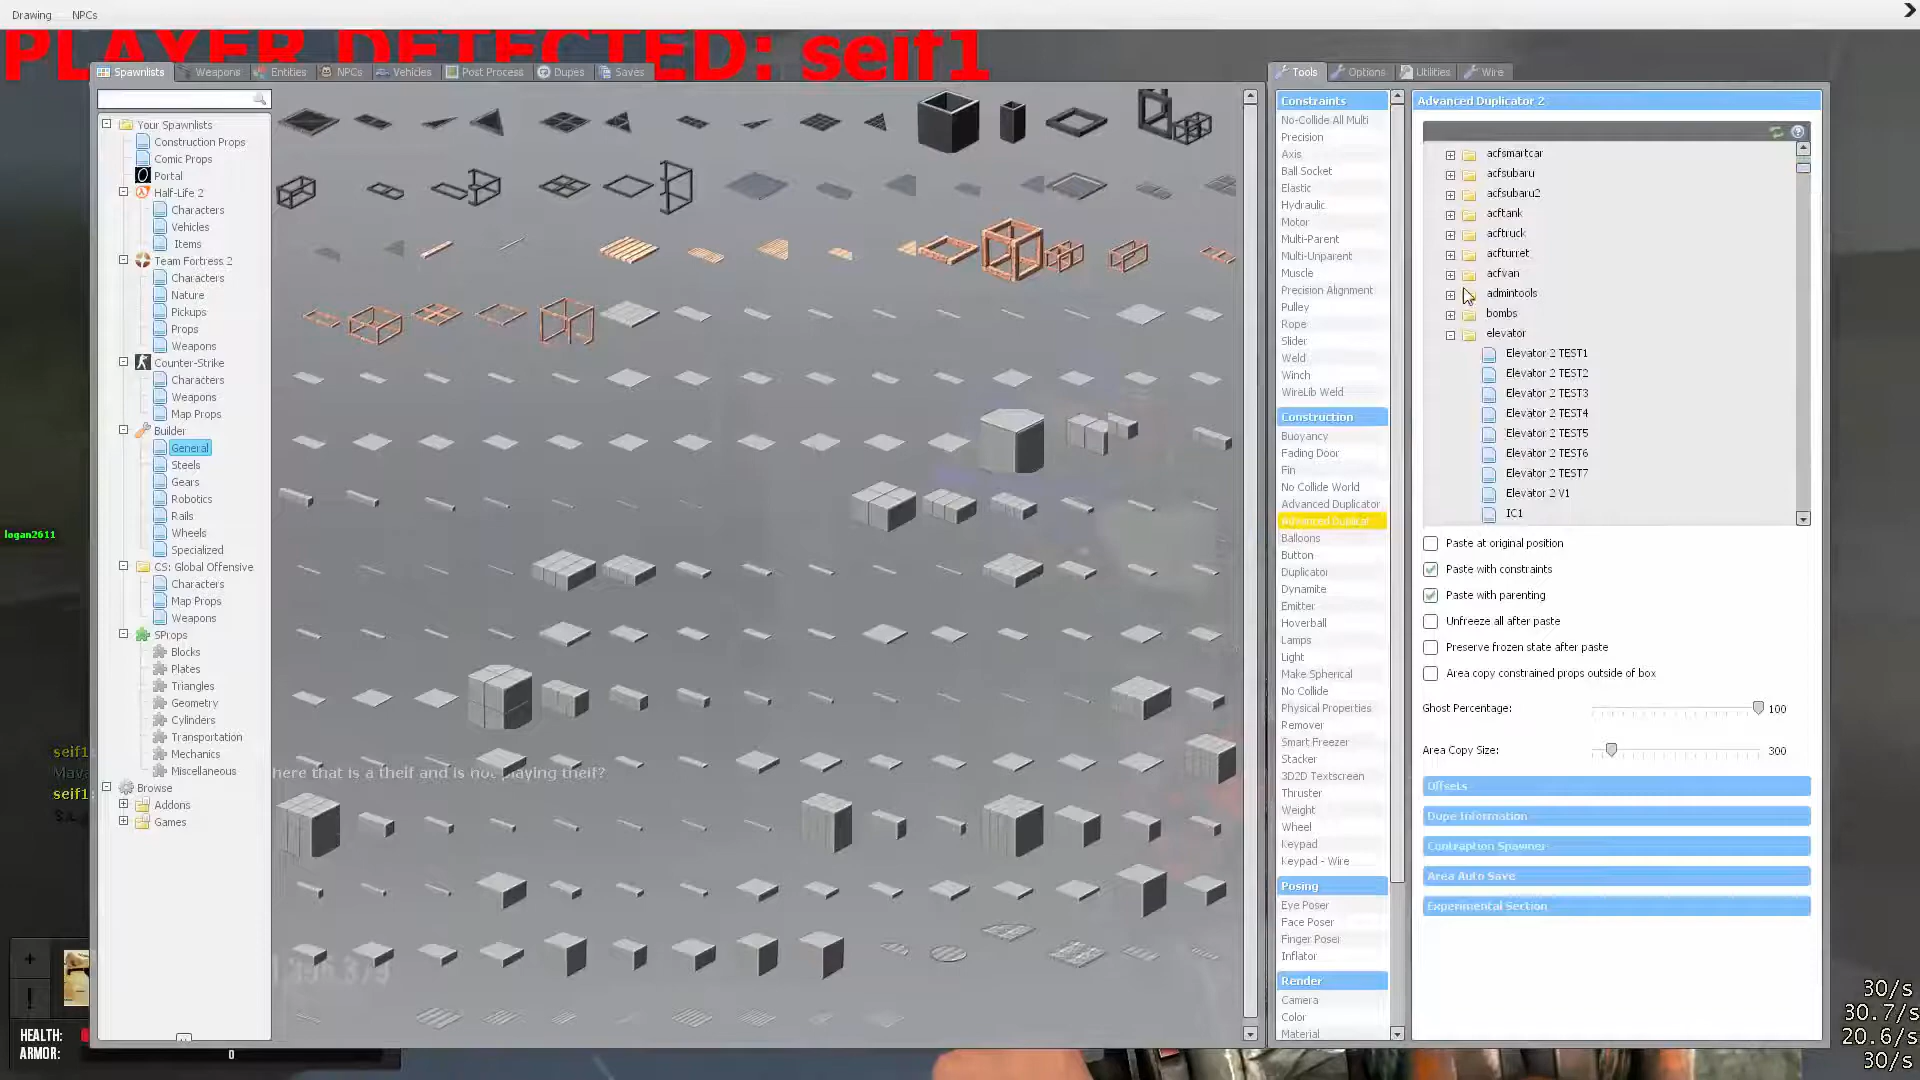 Drawing NPCs
PLAYER DETECTED: seif1
Spawnlists Weapons Entities NPCs Vehicles Post Process Dupes Saves
Your Spawnlists
Construction Props
Comic Props
Portal
Half-Life 2
Characters
Vehicles
Items
Team Fortress 2
Characters
Nature
Pickups
Props
Weapons
Counter-Strike
Characters
Weapons
Map Props
Builder
General
Steels
Gears
Robotics
Rails
Wheels
Specialized
CS: Global Offensive
Characters
Map Props
Weapons
SProps
Blocks
Plates
Triangles
Geometry
Cylinders
Transportation
Mechanics
Miscellaneous
Browse
Addons
Games
logan2611
seif1
seif1:
here that is a theif and is not playing theif?
HEALTH:
ARMOR:
0
Tools Options Utilities Wire
Constraints
No-Collide All Multi
Precision
Axis
Ball Socket
Elastic
Hydraulic
Motor
Multi-Parent
Multi-Unparent
Muscle
Precision Alignment
Pulley
Rope
Slider
Weld
Winch
WireLib Weld
Construction
Buoyancy
Fading Door
Fin
No Collide World
Advanced Duplicator
Advanced Duplicat
Balloons
Button
Duplicator
Dynamite
Emitter
Hoverball
Lamps
Light
Make Spherical
No Collide
Physical Properties
Remover
Smart Freezer
Stacker
3D2D Textscreen
Thruster
Weight
Wheel
Keypad
Keypad - Wire
Posing
Eye Poser
Face Poser
Finger Poser
Inflator
Render
Camera
Color
Material
Advanced Duplicator 2
acfsmartcar
acfsubaru
acfsubaru2
acftank
acftruck
acfturret
acfvan
admintools
bombs
elevator
Elevator 2 TEST1
Elevator 2 TEST2
Elevator 2 TEST3
Elevator 2 TEST4
Elevator 2 TEST5
Elevator 2 TEST6
Elevator 2 TEST7
Elevator 2 V1
IC1
Paste at original position
Paste with constraints
Paste with parenting
Unfreeze all after paste
Preserve frozen state after paste
Area copy constrained props outside of box
Ghost Percentage: 100
Area Copy Size: 300
Offsets
Dupe Information
Contraption Spawner
Area Auto Save
Experimental Section
30/s
30.7/s
20.6/s
30/s